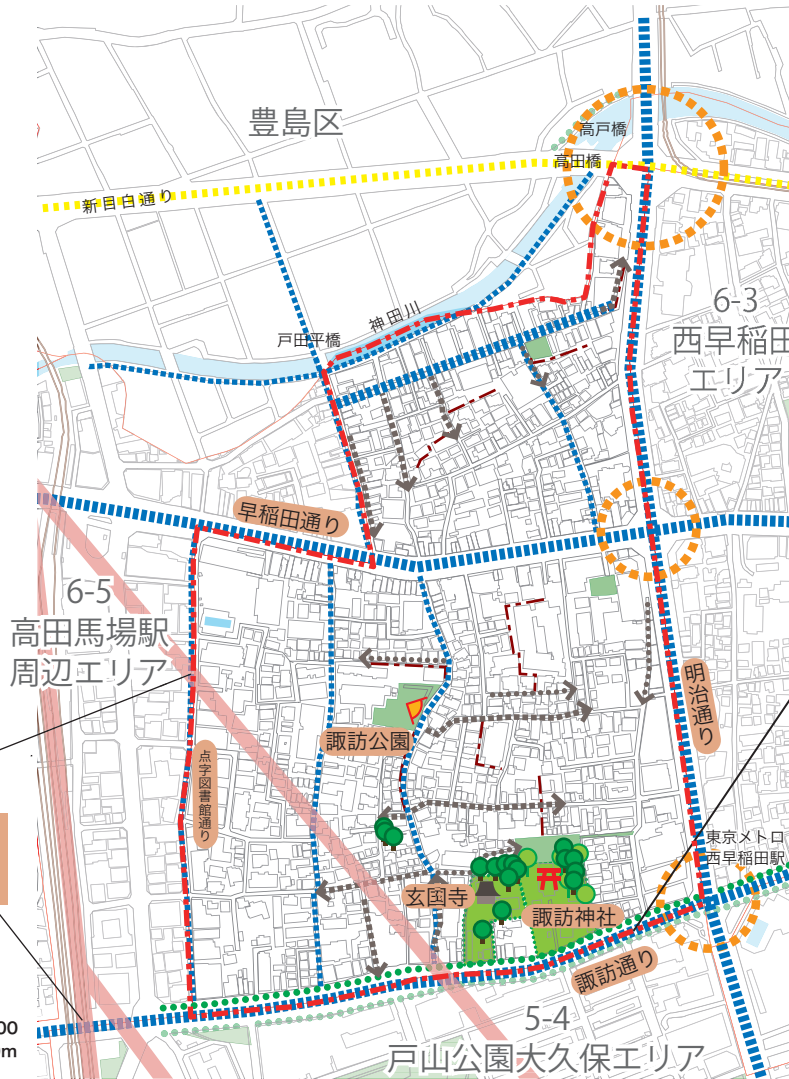 豊島区
高戸橋
高田橋
新目白通り
神田川
戸田平橋
6-3
西早稲田
エリア
早稲田通り
6-5
高田馬場駅
周辺エリア
明治通り
諏訪公園
点字図書館通り
東京メトロ
西早稲田駅
玄国寺
諏訪神社
諏訪通り
00
m
5-4
戸山公園大久保エリア